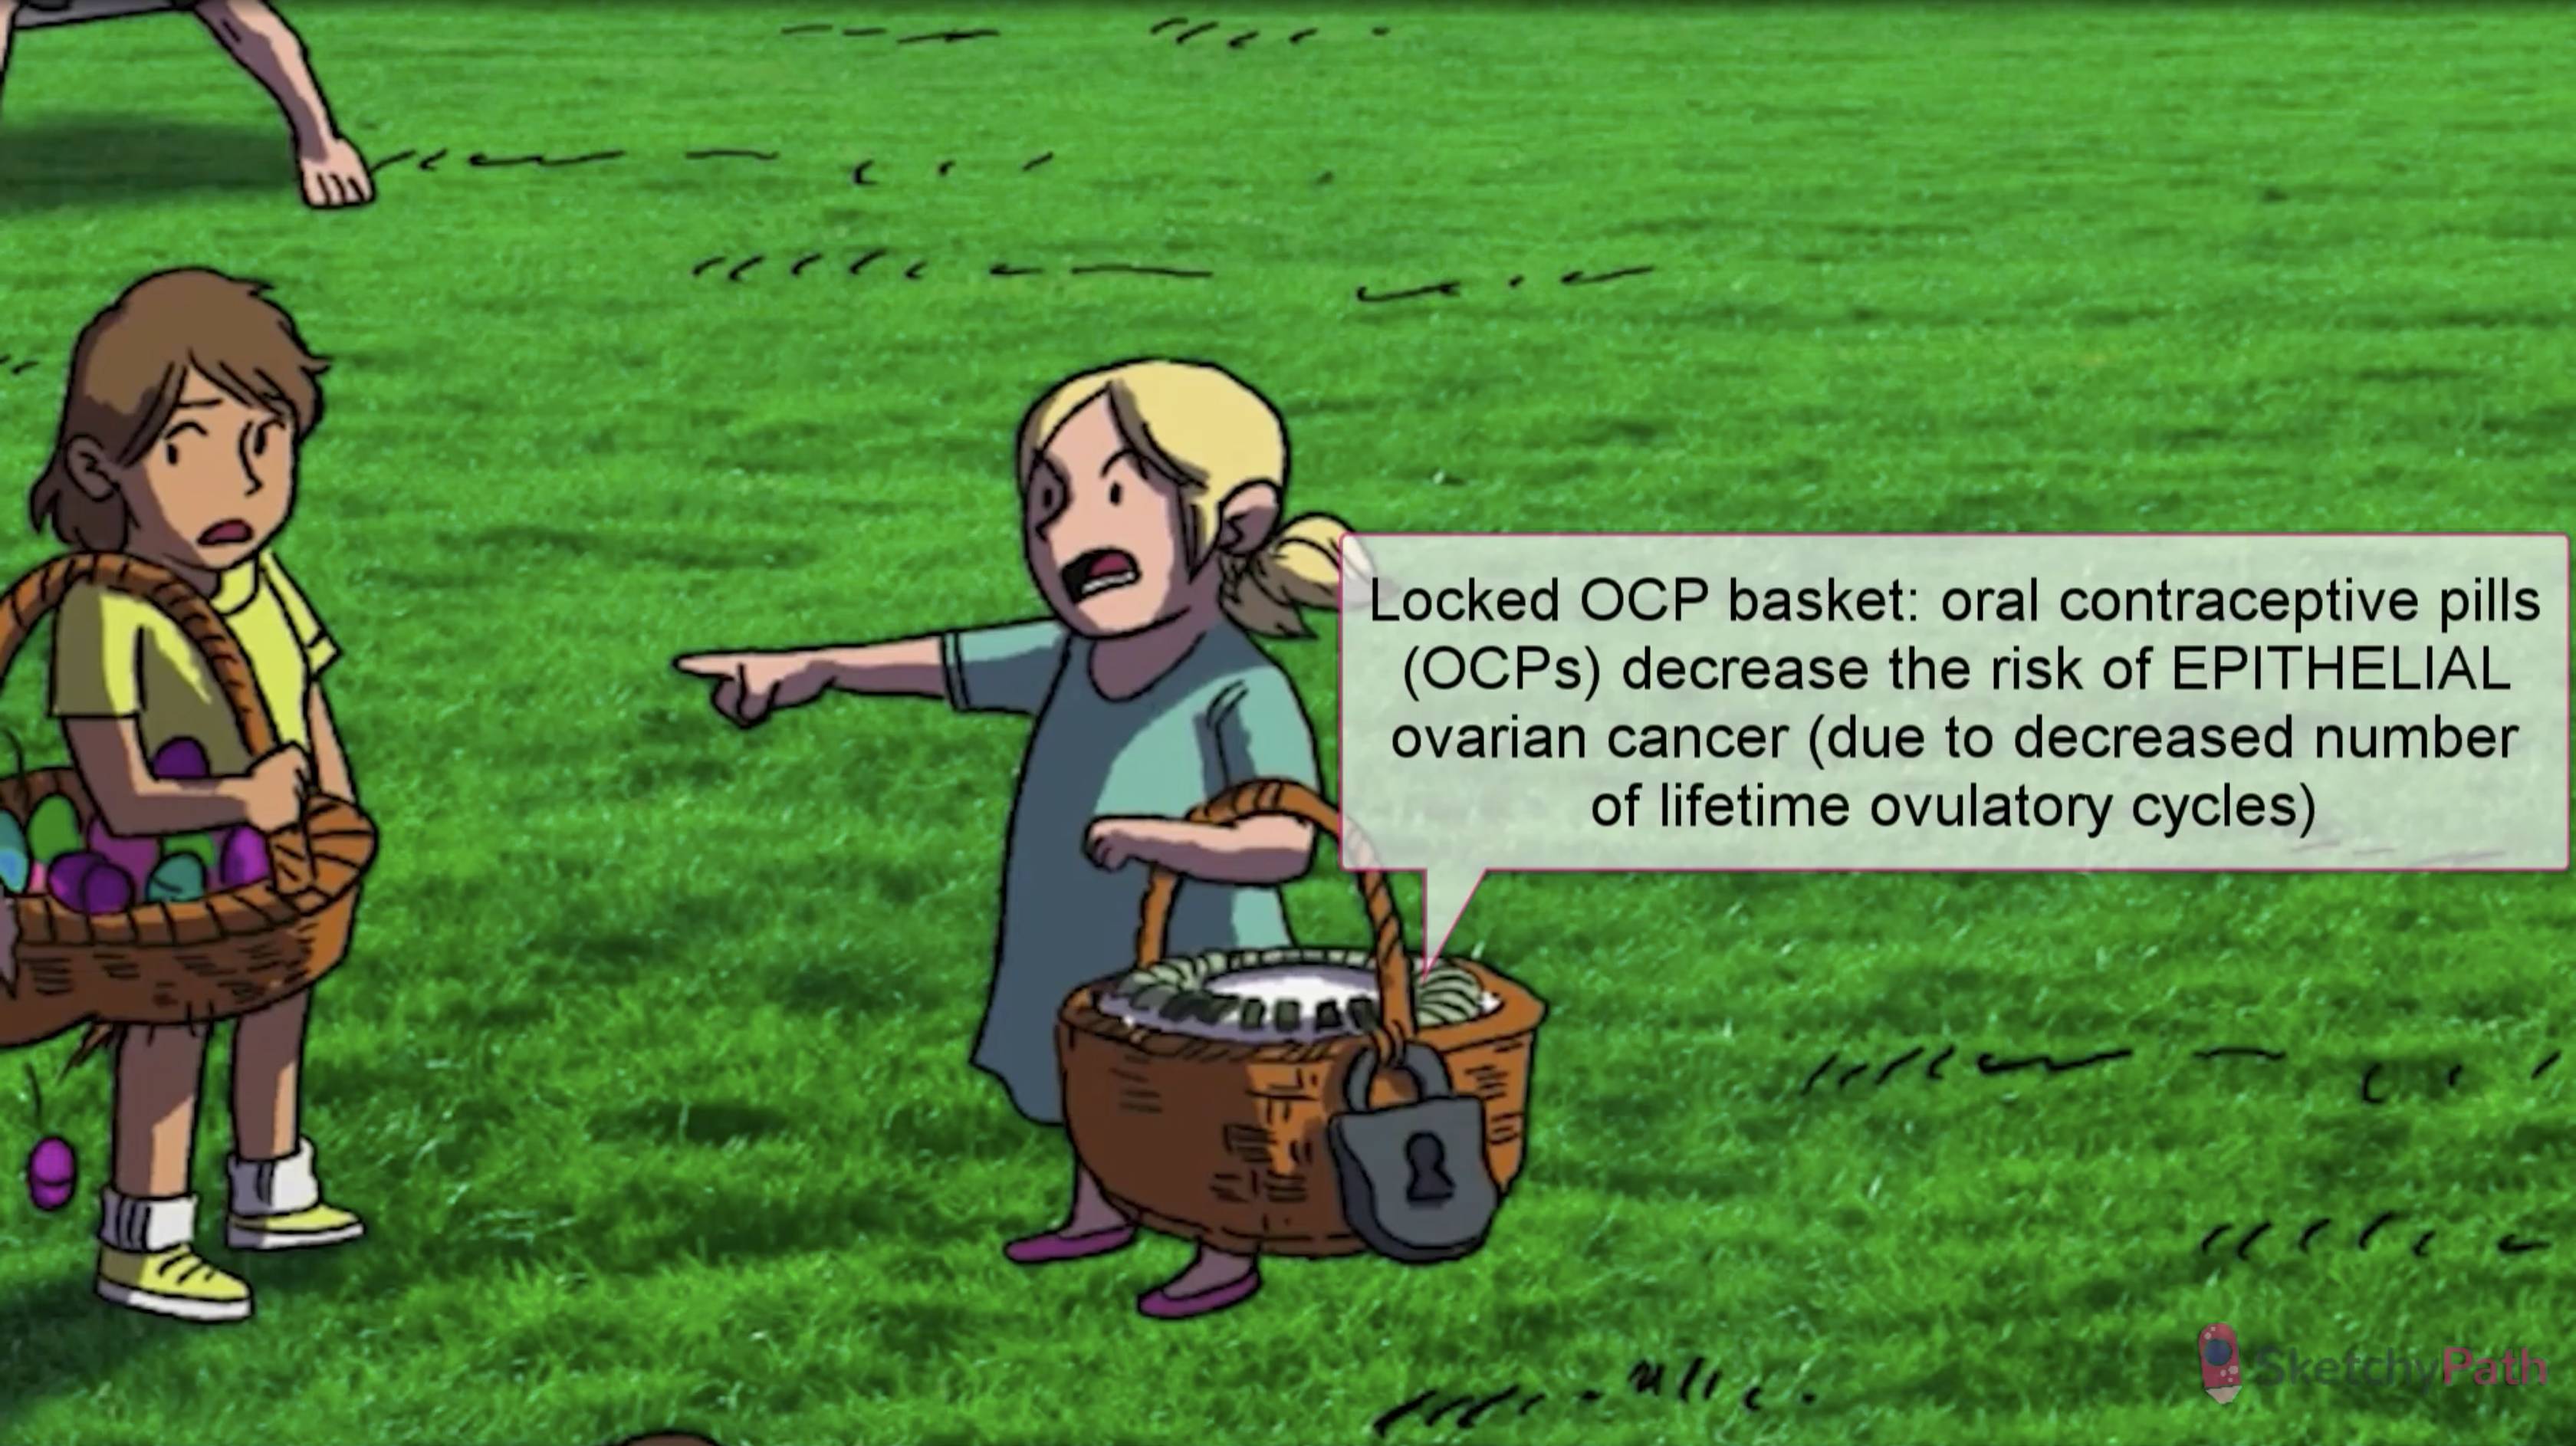 Locked OCP basket: oral contraceptive pills
(OCPs) decrease the risk of EPITHELIAL
ovarian cancer (due to decreased number
of lifetime ovulatory cycles)
SketchyPath